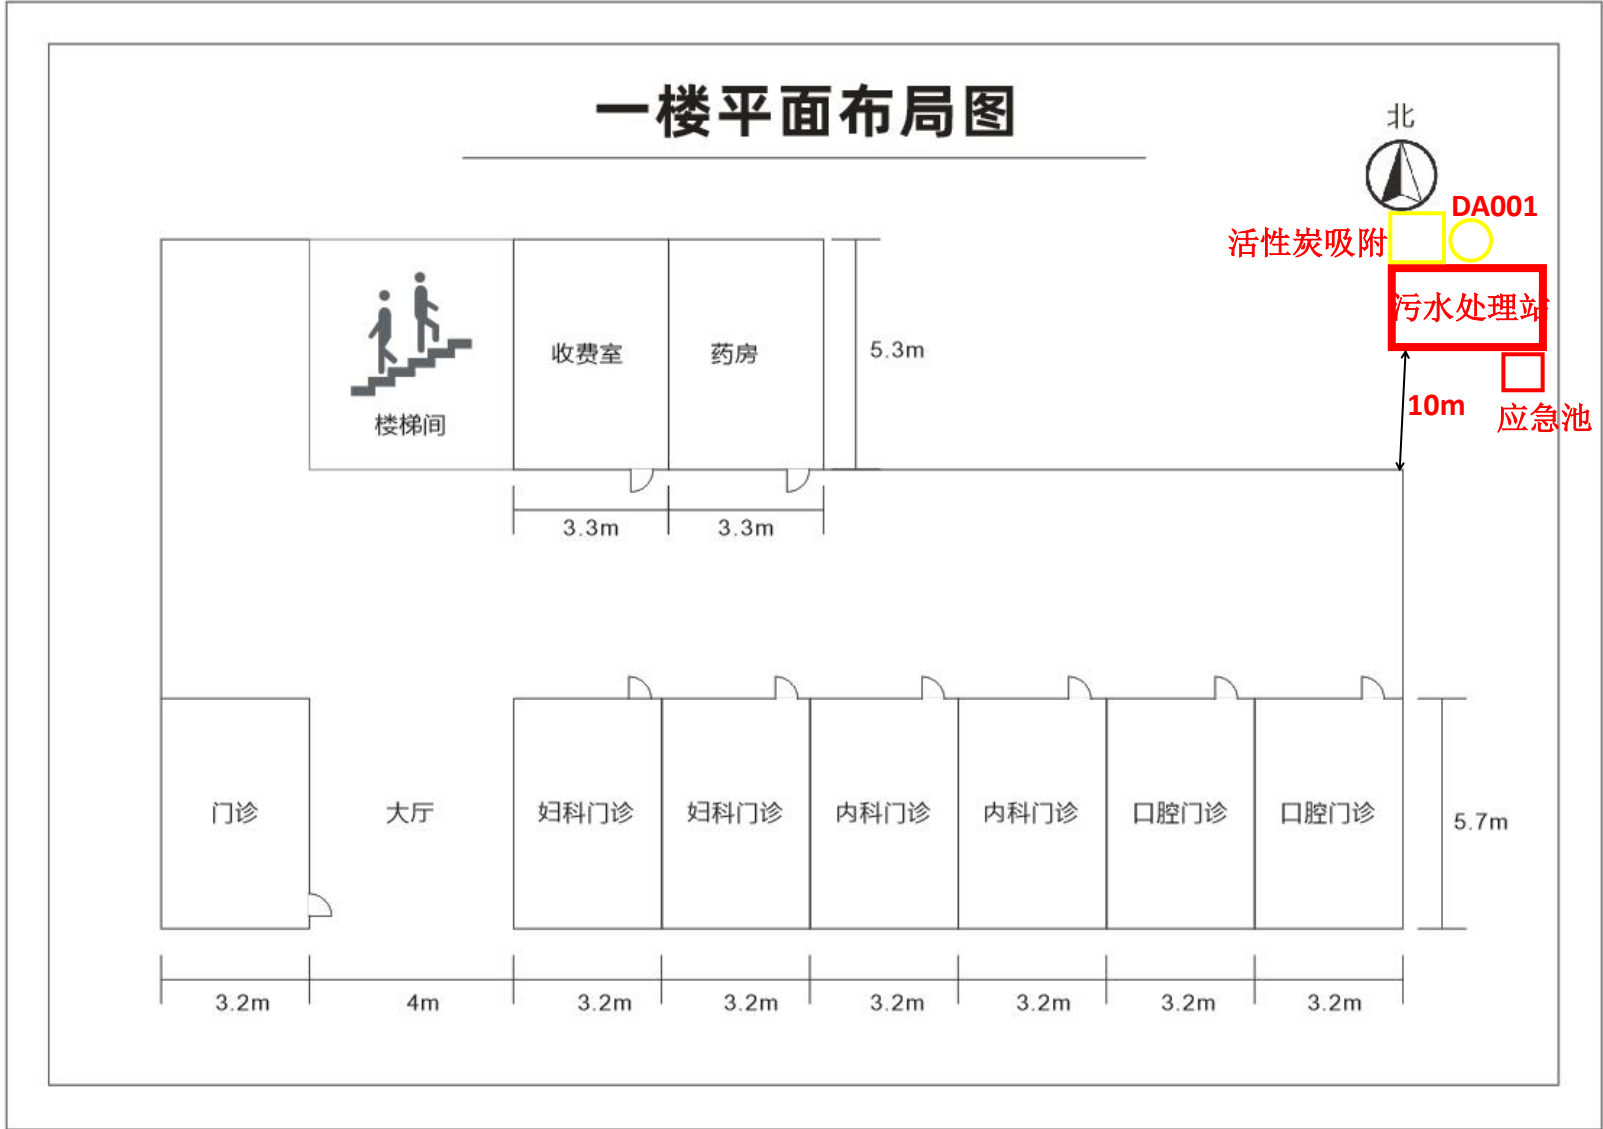 一楼平面布局图
北
DA001
活性炭吸附
污水处理站
10m
应急池
楼梯间
收费室
药房
5.3m
3.3m
3.3m
门诊
大厅
妇科门诊
妇科门诊
内科门诊
内科门诊
口腔门诊
口腔门诊
5.7m
3.2m
4m
3.2m
3.2m
3.2m
3.2m
3.2m
3.2m